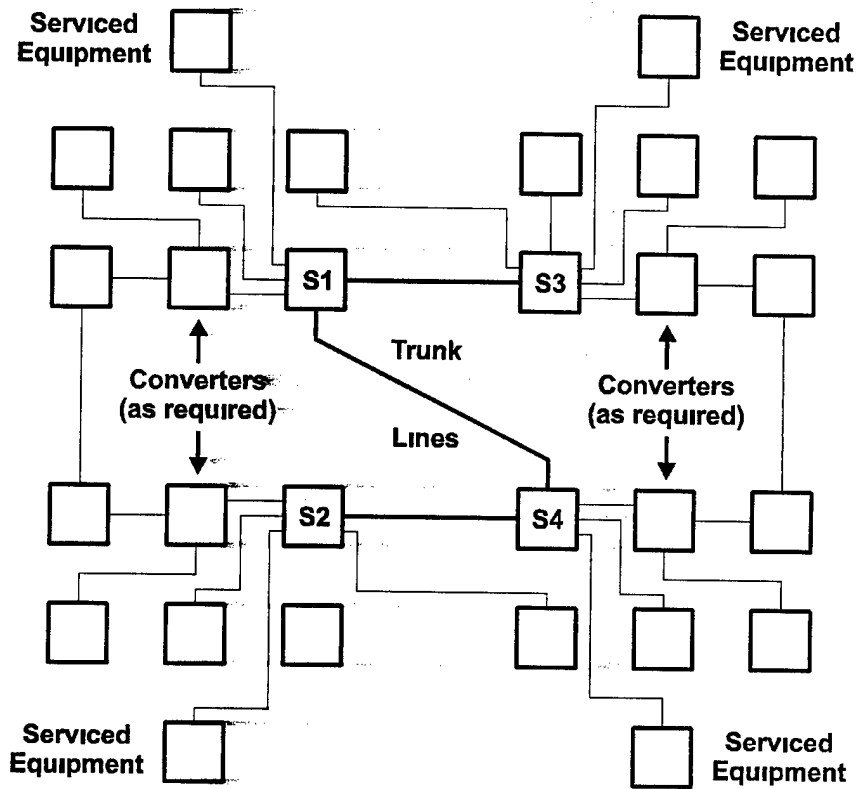 Serviced
Equipment
Serviced
Equipment
S1
S3
Trunk
Converters
(as required)
Converters
(as required)
Lines
S2
S4
Serviced
Equipment
Serviced
Equipment